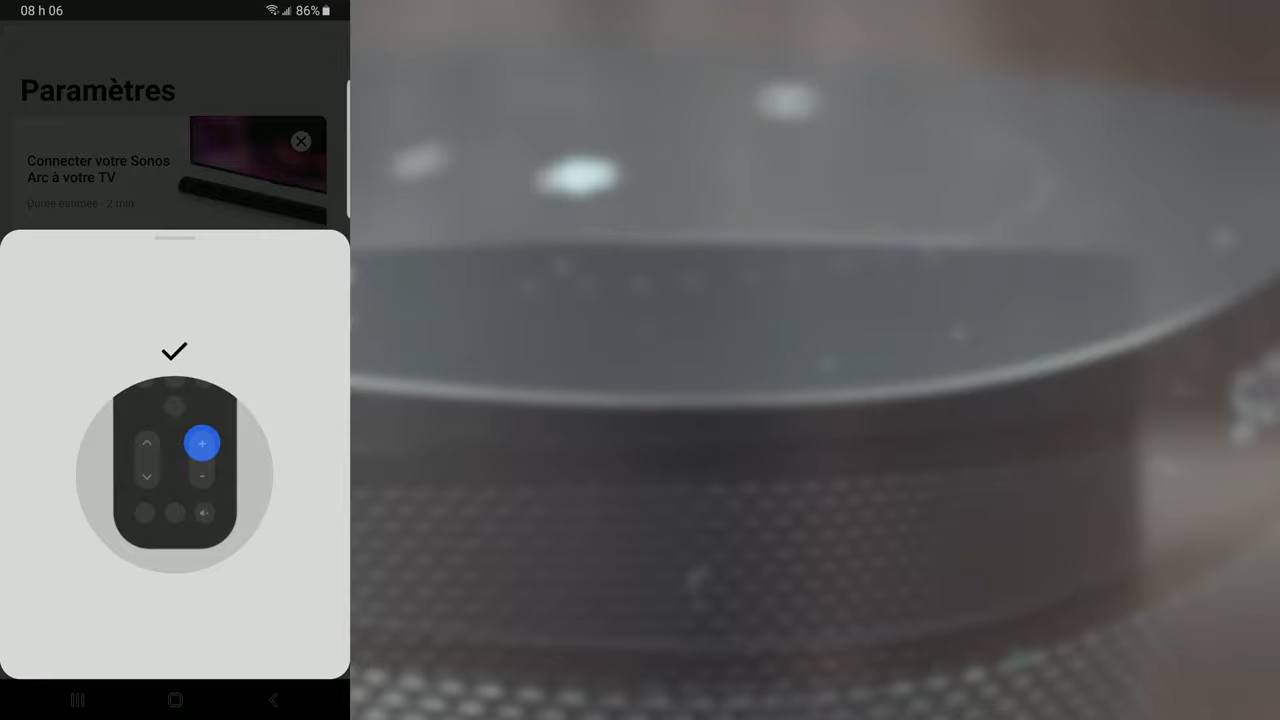 08 h 06
86%
Paramètres
Connecter votre Sonos
Arc à votre TV
Durée estimée - 2 min